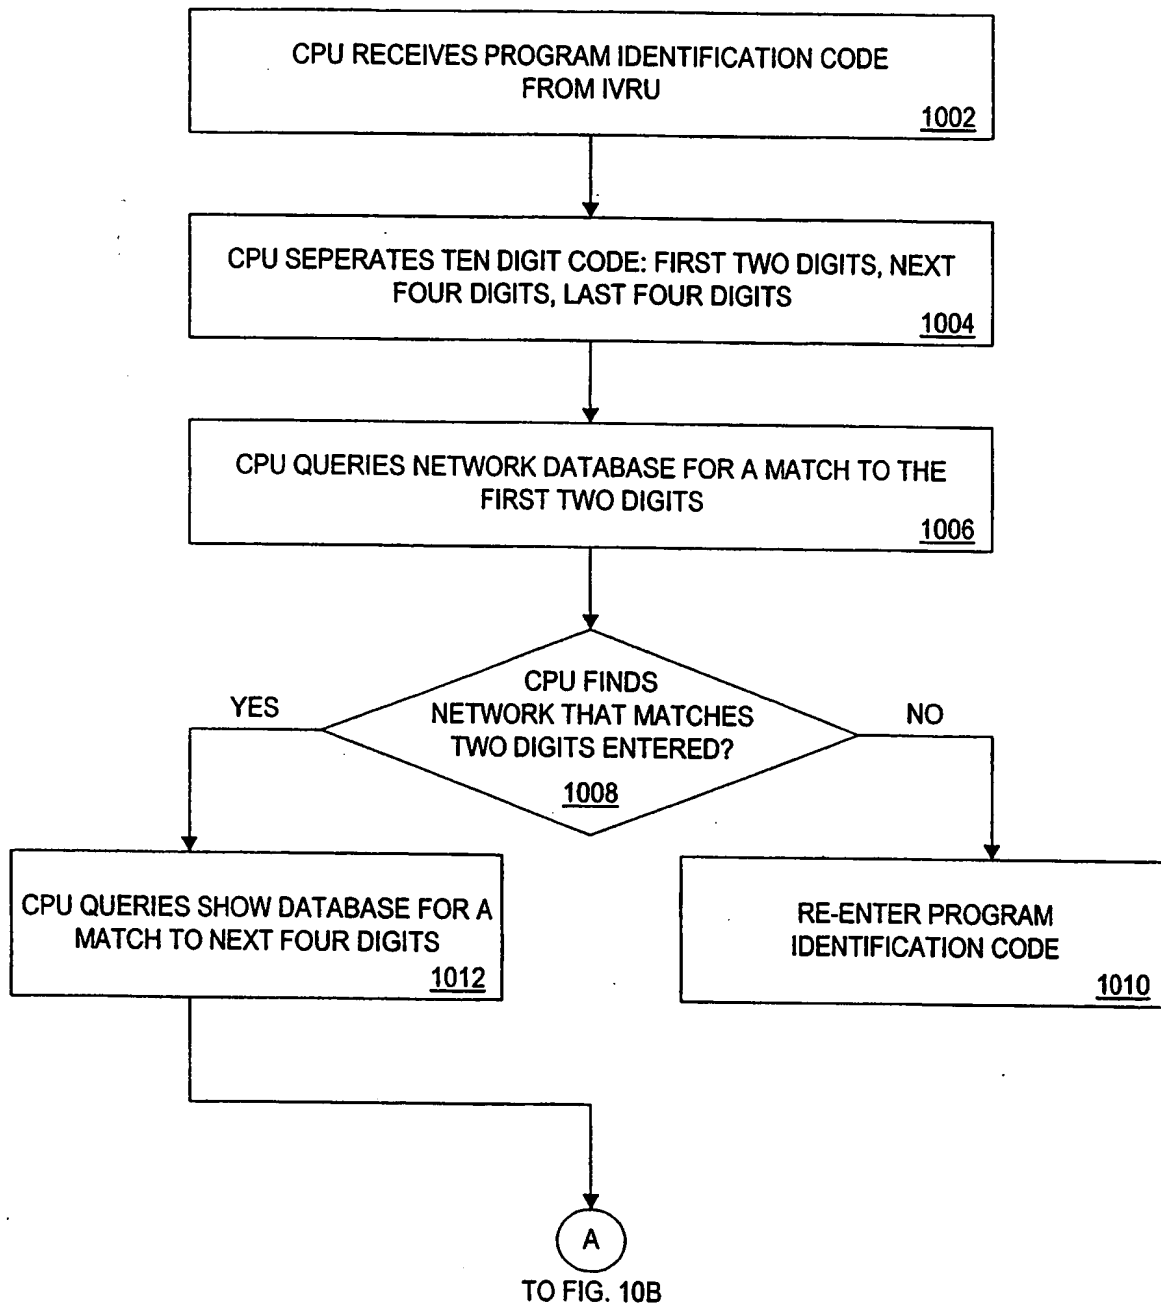 CPU RECEIVES PROGRAM IDENTIFICATION CODE
FROM IVRU
1002
CPU SEPERATES TEN DIGIT CODE: FIRST TWO DIGITS, NEXT
FOUR DIGITS, LAST FOUR DIGITS
1004
CPU QUERIES NETWORK DATABASE FOR A MATCH TO THE
FIRST TWO DIGITS
1006
CPU FINDS
NETWORK THAT MATCHES
TWO DIGITS ENTERED?
1008
YES
NO
CPU QUERIES SHOW DATABASE FOR A
MATCH TO NEXT FOUR DIGITS
1012
RE-ENTER PROGRAM
IDENTIFICATION CODE
1010
A
TO FIG. 10B